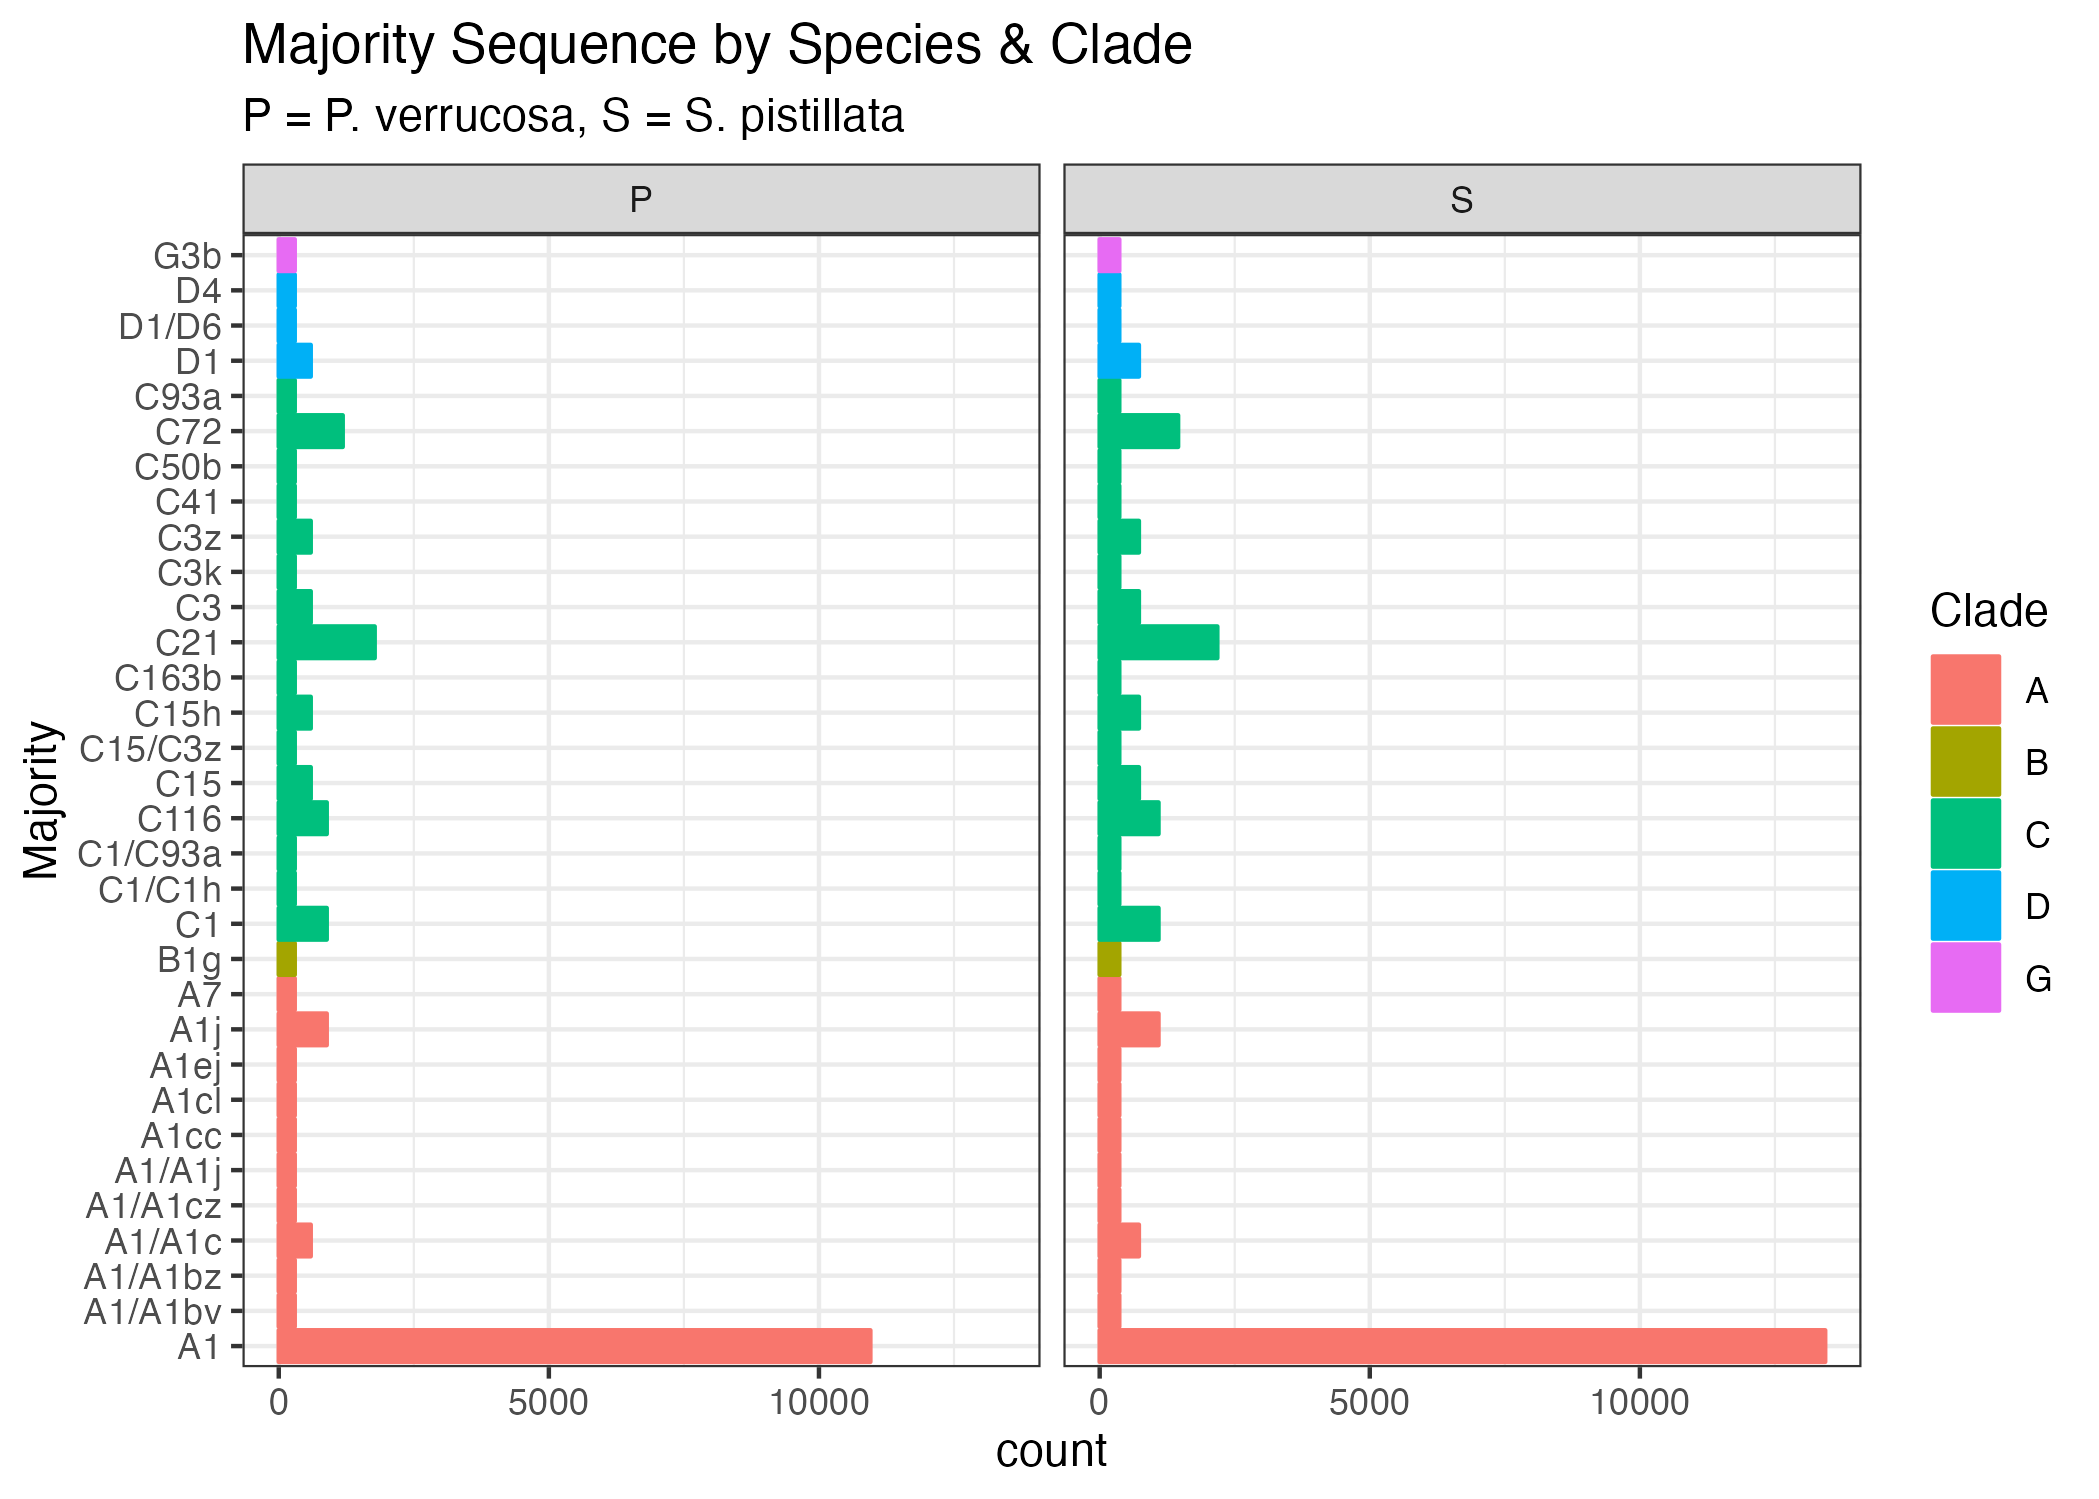 Majority Sequence by Species & Clade
P = P. verrucosa, S = S. pistillata
P
S
G3b
D4
D1/D6
D1
C93a
C72
C50b
C41
C3z
C3k
C3
C21
C163b
C15h
C15/C3z
C15
C116
C1/C93a
C1/C1h
C1
B1g
A7
A1j
A1ej
A1cl
A1cc
A1/A1j
A1/A1cz
A1/A1c
A1/A1bz
A1/A1bv
A1
Majority
0 5000 10000
0 5000 10000
count
Clade
A
B
C
D
G